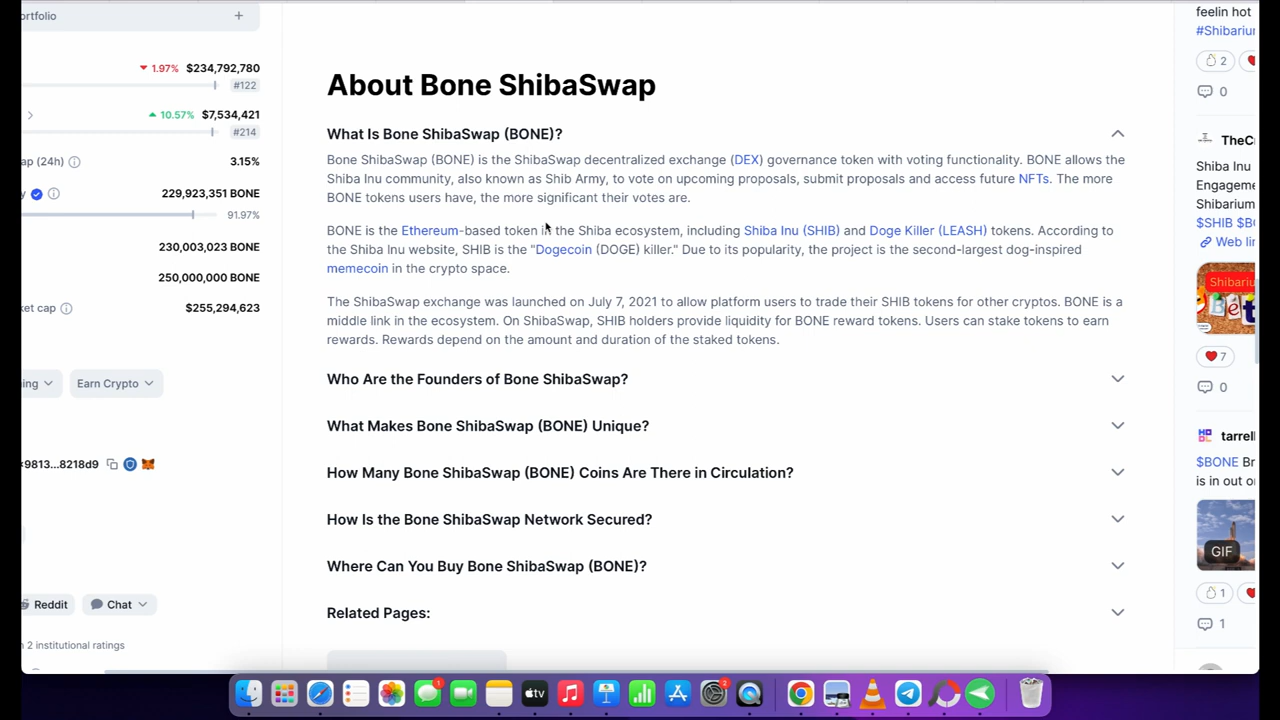 ortfolio
1.97% $234,792,780
#122
10.57% $7,534,421
#214
ap (24h) 3.15%
229,923,351 BONE
91.97%
230,003,023 BNE
250,000,000 BONE
ket cap $255,294,623
ing
Earn Crypto
9813...8218d9
Reddit
Chat
2 institutional ratings
About Bone ShibaSwap
What Is Bone ShibaSwap (BONE)?
Bone ShibaSwap (BONE) is the ShibaSwap decentralized exchange (DEX) governance token with voting functionality. BONE allows the
Shiba Inu community, also known as Shib Army, to vote on upcoming proposals, submit proposals and access future NFTs. The more
BONE tokens users have, the more significant their votes are.
BONE is the Ethereum-based token in the Shiba ecosystem, including Shiba Inu (SHIB) and Doge Killer (LEASH) tokens. According to
the Shiba Inu website, SHIB is the "Dogecoin (DOGE) killer." Due to its popularity, the project is the second-largest dog-inspired
memecoin in the crypto space.
The ShibaSwap exchange was launched on July 7, 2021 to allow platform users to trade their SHIB tokens for other cryptos. BONE is a
middle link in the ecosystem. On ShibaSwap, SHIB holders provide liquidity for BONE reward tokens. Users can stake tokens to earn
rewards. Rewards depend on the amount and duration of the staked tokens.
Who Are the Founders of Bone ShibaSwap?
What Makes Bone ShibaSwap (BONE) Unique?
How Many Bone ShibaSwap (BONE) Coins Are There in Circulation?
How Is the Bone ShibaSwap Network Secured?
Where Can You Buy Bone ShibaSwap (BONE)?
Related Pages:
feelin hot
#Shibariu
2
0
TheC
Shiba Inu
Engageme
Shibarium
$SHIB $B
Web lin
Shibariu
Bet
7
0
tarrell
$BONE Br
is in out o
GIF
1
1
tv
1
2